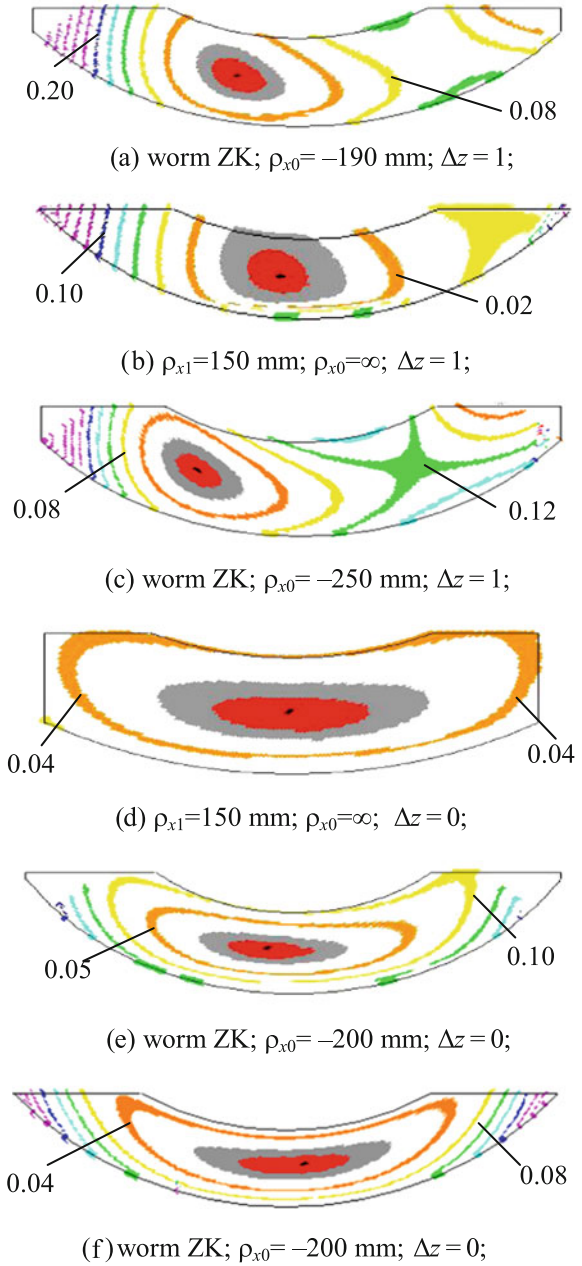 0.20
0.08
(a) worm ZK; ρx0= –190 mm; Δz = 1;
0.10
0.02
(b) ρx1=150 mm; ρx0=∞; Δz = 1;
0.08
0.12
(c) worm ZK; ρx0= –250 mm; Δz = 1;
0.04
0.04
(d) ρx1=150 mm; ρx0=∞; Δz = 0;
0.05
0.10
(e) worm ZK; ρx0= –200 mm; Δz = 0;
0.04
0.08
(f) worm ZK; ρx0= –200 mm; Δz = 0;